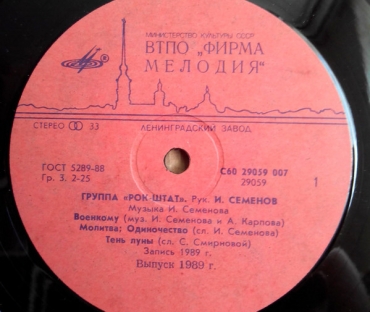 МИНИСТЕРСТВО КУЛЬТУРЫ СССР
ВТПО „ФИРМА
МЕЛОДИЯ"
СТЕРЕО 33
ЛЕНИНГРАДСКИЙ ЗАВОД
ГОСТ 5289-88
Гр. 3. 2-25
С60 29059 007
29059
1
ГРУППА «РОК-ШТАТ». Рук. И. СЕМЕНОВ
Музыка И. Семенова
Военкому (муз. И. Семенова и А. Карпова)
Молитва; Одиночество (сл. И. Семенова)
Тень луны (сл. С. Смирновой)
Запись 1989 г.
Выпуск 1989 г.